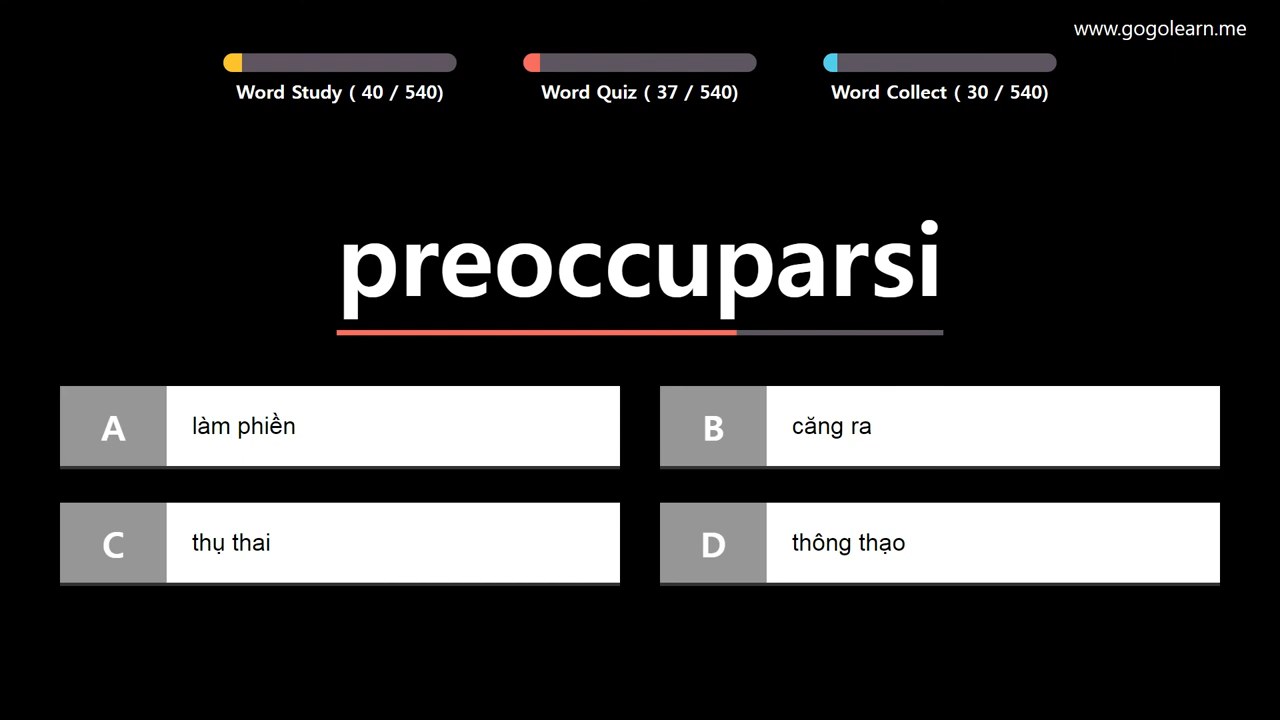 www.gogolearn.me
Word Study ( 40 / 540)
Word Quiz ( 37 / 540)
Word Collect ( 30 / 540)
preoccuparsi
A làm phiền
B căng ra
C thụ thai
D thông thạo